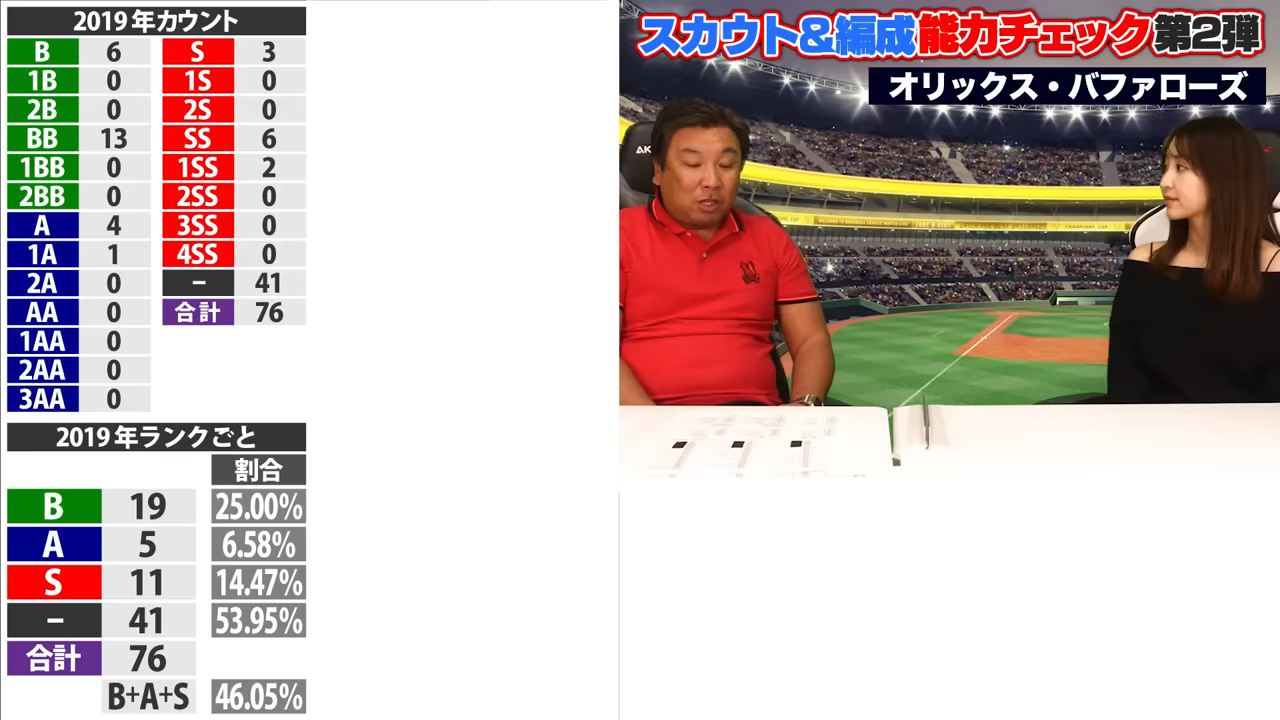 2019年カウント
B 6 S 3
1B 0 1S 0
2B 0 2S 0
BB 13 SS 6
1BB 0 1SS 2
2BB 0 2SS 0
A 4 3SS 0
1A 1 4SS 0
2A 0 - 41
AA 0 合計 76
1AA 0
2AA 0
3AA 0
2019年ランクごと
割合
B 19 25.00%
A 5 6.58%
S 11 14.47%
- 41 53.95%
合計 76
B+A+S 46.05%
スカウト&編成能力チェック第2弾
オリックス・バファローズ
AK
CHAMPIONS CUP